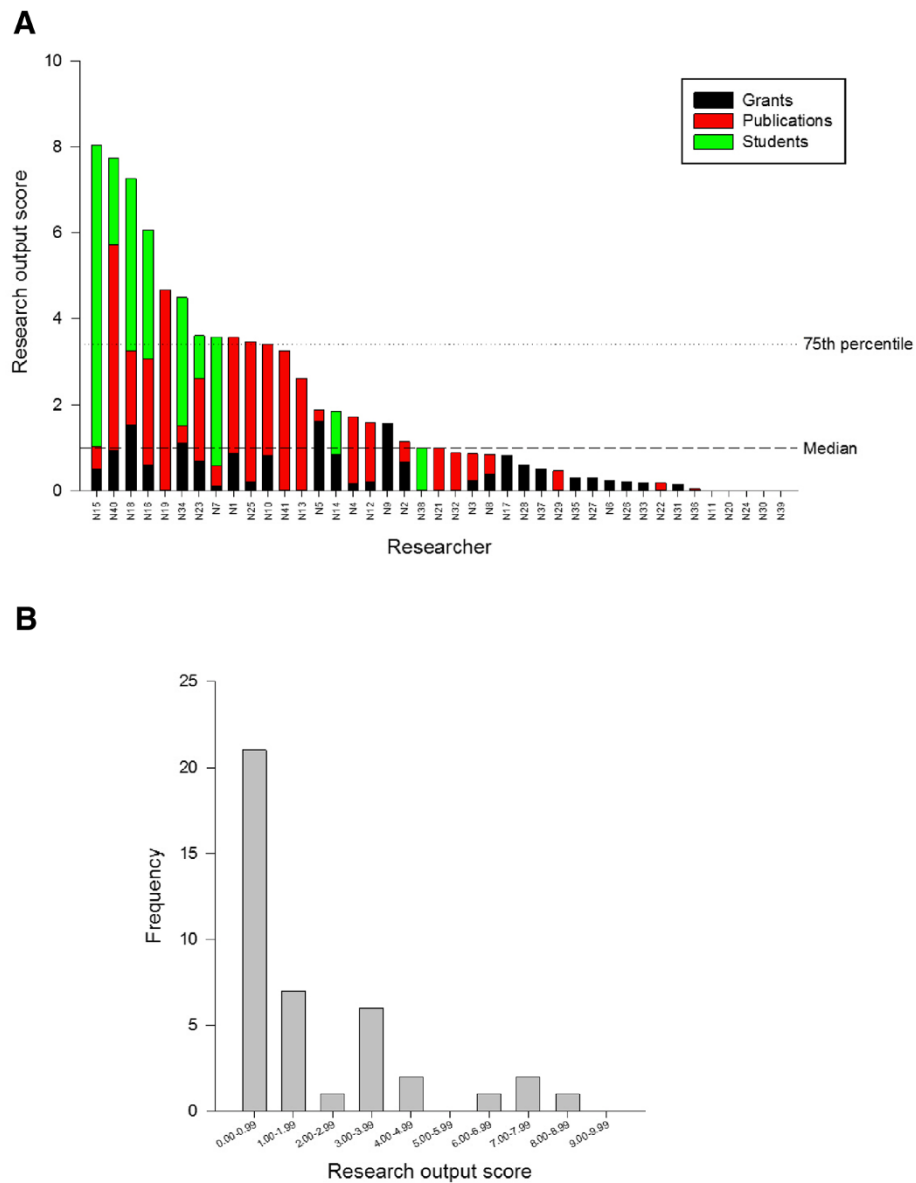 A
10
8
6
4
2
0
Research output score
Grants
Publications
Students
75th percentile
Median
N15 N40 N18 N16 N19 N34 N23 N7 N1 N25 N10 N41 N13 N5 N14 N4 N12 N9 N2 N38 N21 N32 N3 N8 N17 N28 N37 N29 N35 N27 N6 N26 N33 N22 N31 N36 N11 N20 N24 N30 N39
Researcher
B
25
20
15
10
5
0
Frequency
0.00-0.99 1.00-1.99 2.00-2.99 3.00-3.99 4.00-4.99 5.00-5.99 6.00-6.99 7.00-7.99 8.00-8.99 9.00-9.99
Research output score